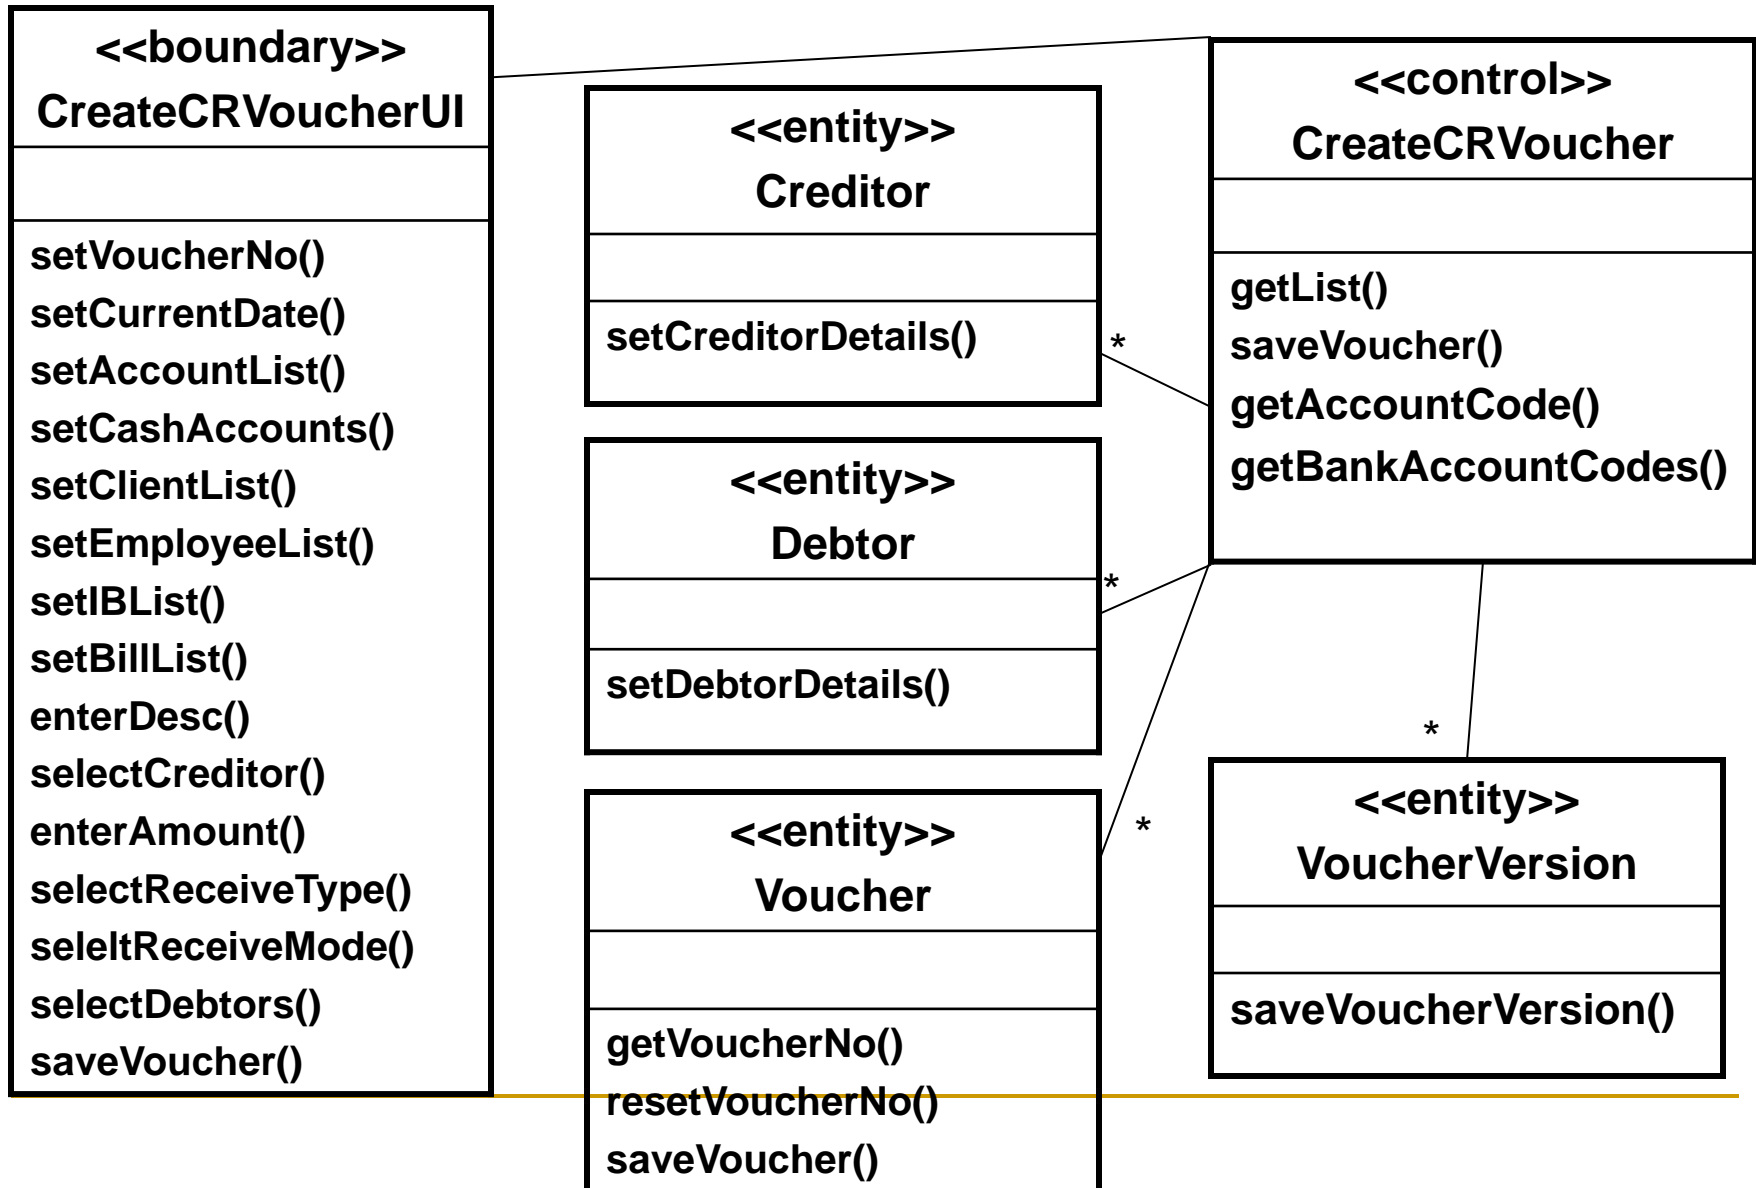 <<boundary>>
CreateCRVoucherUI
setVoucherNo()
setCurrentDate()
setAccountList()
setCashAccounts()
setClientList()
setEmployeeList()
setIBList()
setBillList()
enterDesc()
selectCreditor()
enterAmount()
selectReceiveType()
seleltReceiveMode()
selectDebtors()
saveVoucher()
<<entity>>
Creditor
setCreditorDetails()
*
<<entity>>
Debtor
setDebtorDetails()
*
<<entity>>
Voucher
getVoucherNo()
resetVoucherNo()
saveVoucher()
*
<<control>>
CreateCRVoucher
getList()
saveVoucher()
getAccountCode()
getBankAccountCodes()
*
<<entity>>
VoucherVersion
saveVoucherVersion()